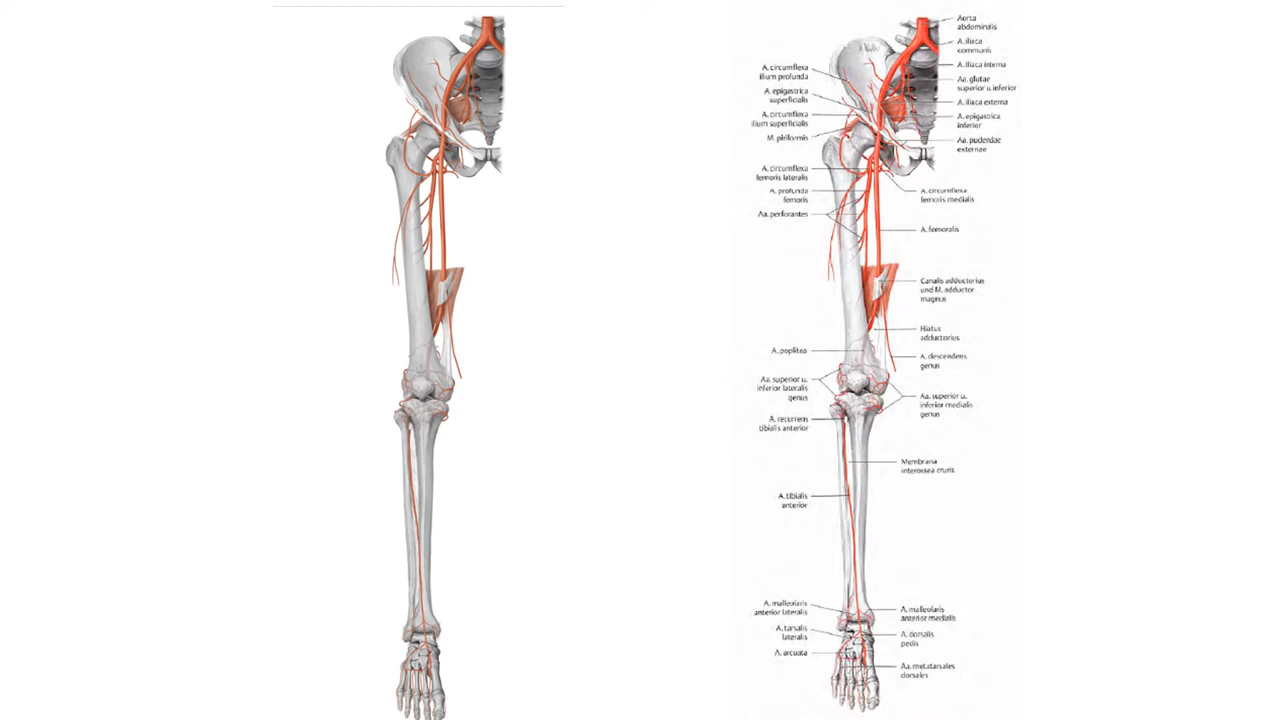 Aorta
abdominalis
A. iliaca
communis
A. iliaca interna
Aa. glutae
superior u. inferior
A. iliaca externa
A. epigastrica
inferior
Aa. pudendae
externae
A. circumflexa
femoris medialis
A. femoralis
Canalis adductorius
und M. adductor
magnus
Hiatus
adductorius
A. descendens
genus
Aa. superior u.
inferior medialis
genus
Membrana
interossea cruris
A. malleolaris
anterior medialis
A. dorsalis
pedis
Aa. metatarsales
dorsales
A. circumflexa
ilium profunda
A. epigastrica
superficialis
A. circumflexa
ilium superficialis
M. piriformis
A. circumflexa
femoris lateralis
A. profunda
femoris
Aa. perforantes
A. poplitea
Aa. superior u.
inferior lateralis
genus
A. recurrens
tibialis anterior
A. tibialis
anterior
A. malleolaris
anterior lateralis
A. tarsalis
lateralis
A. arcuata